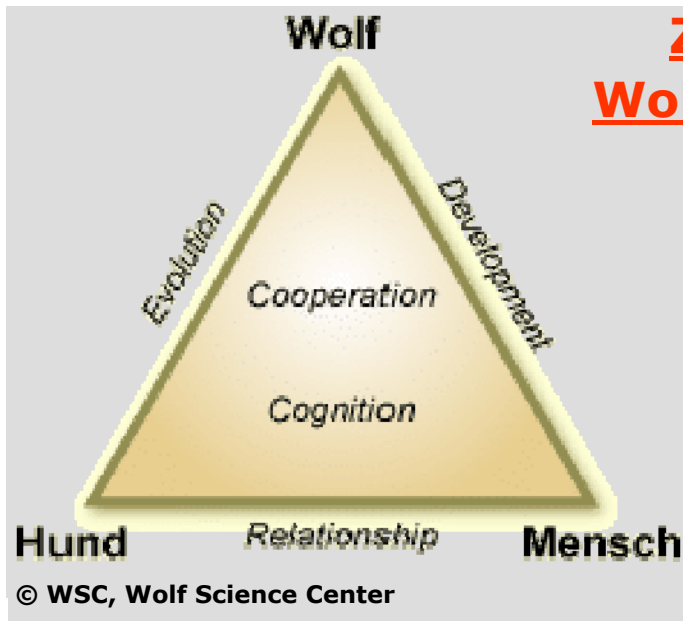 Wolf
Evolution
Development
Cooperation
Cognition
Hund
Relationship
Mensch
© WSC, Wolf Science Center